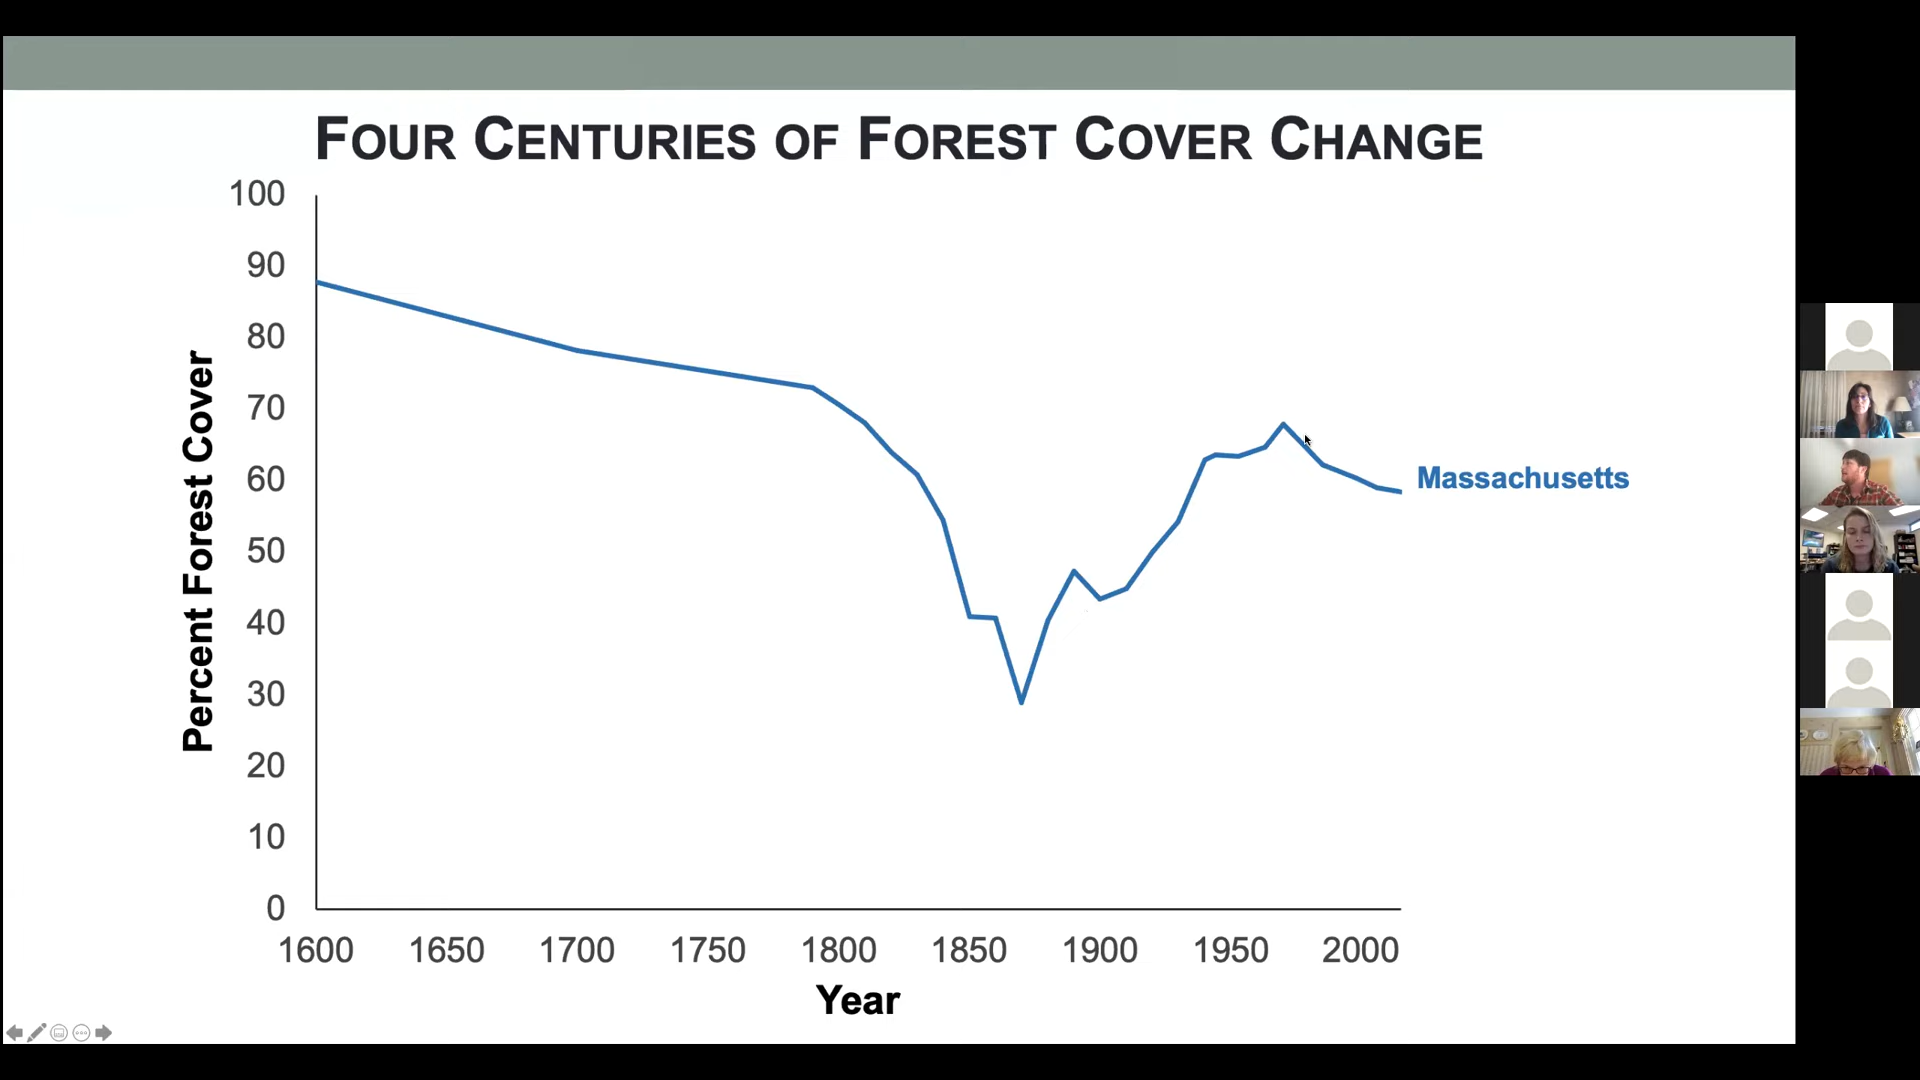 FOUR CENTURIES OF FOREST COVER CHANGE
100
90
80
70
60
50
40
30
20
10
0
Percent Forest Cover
Massachusetts
1600 1650 1700 1750 1800 1850 1900 1950 2000
Year